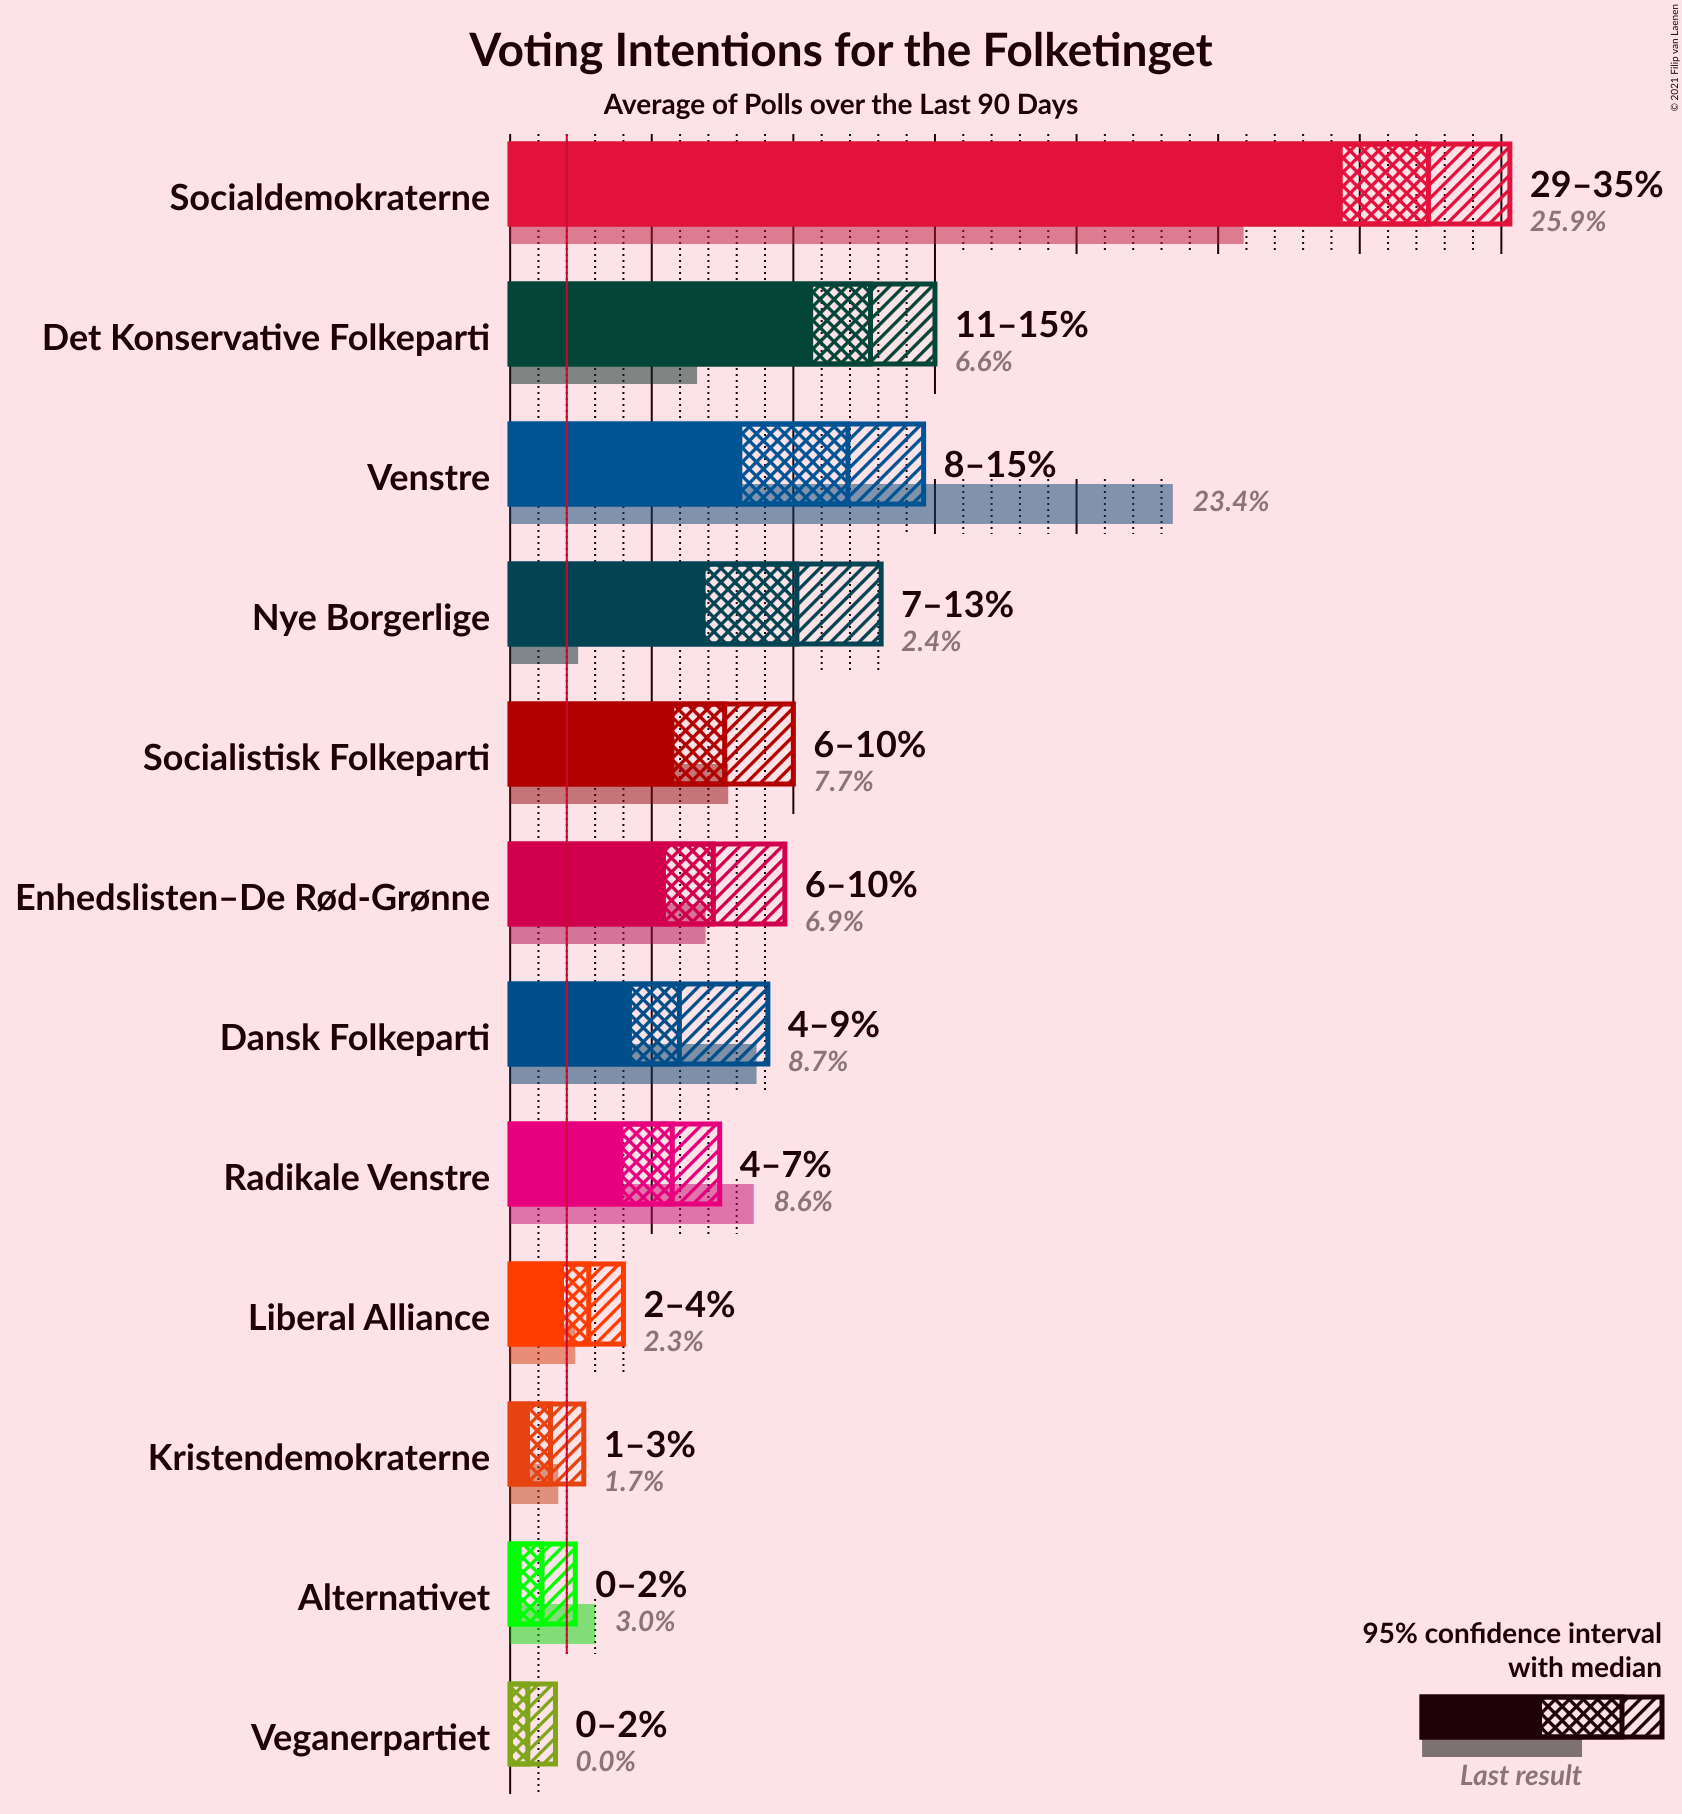 © 2021 Filip van Laenen
Voting Intentions for the Folketinget
Average of Polls over the Last 90 Days
Socialdemokraterne
29–35%
25.9%
Det Konservative Folkeparti
11–15%
6.6%
Venstre
8–15%
23.4%
Nye Borgerlige
7–13%
2.4%
Socialistisk Folkeparti
6–10%
7.7%
Enhedslisten–De Rød-Grønne
6–10%
6.9%
Dansk Folkeparti
4–9%
8.7%
Radikale Venstre
4–7%
8.6%
Liberal Alliance
2–4%
2.3%
Kristendemokraterne
1–3%
1.7%
Alternativet
0–2%
3.0%
Veganerpartiet
0–2%
0.0%
95% confidence interval
with median
Last result